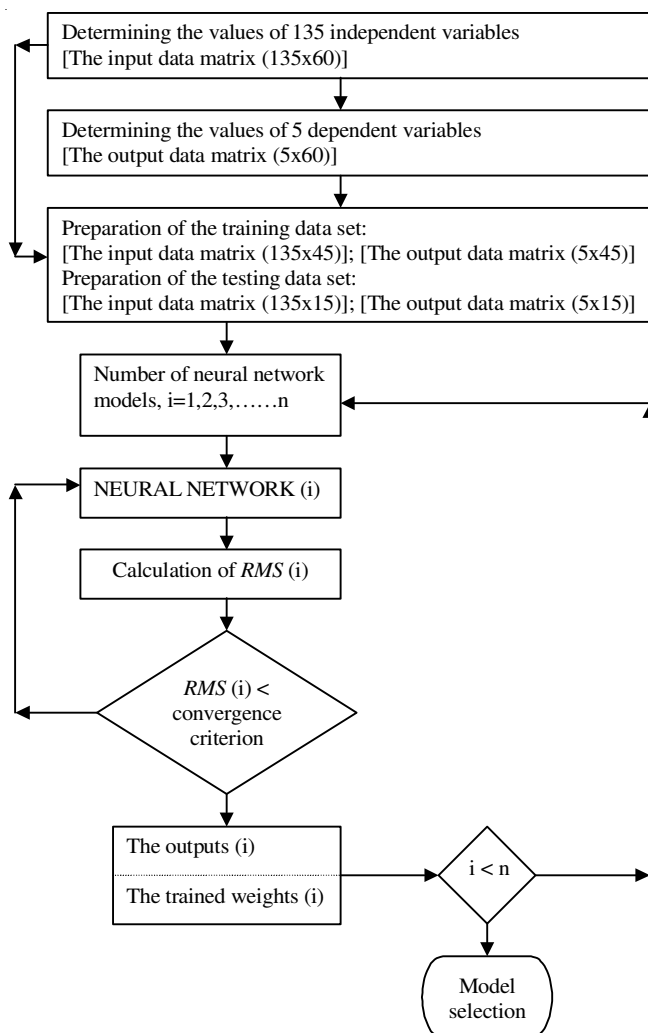 Determining the values of 135 independent variables
[The input data matrix (135x60)]
Determining the values of 5 dependent variables
[The output data matrix (5x60)]
Preparation of the training data set:
[The input data matrix (135x45)]; [The output data matrix (5x45)]
Preparation of the testing data set:
[The input data matrix (135x15)]; [The output data matrix (5x15)]
Number of neural network
models, i=1,2,3,……n
NEURAL NETWORK (i)
Calculation of RMS (i)
RMS (i) <
convergence
criterion
The outputs (i)
The trained weights (i)
i < n
Model
selection